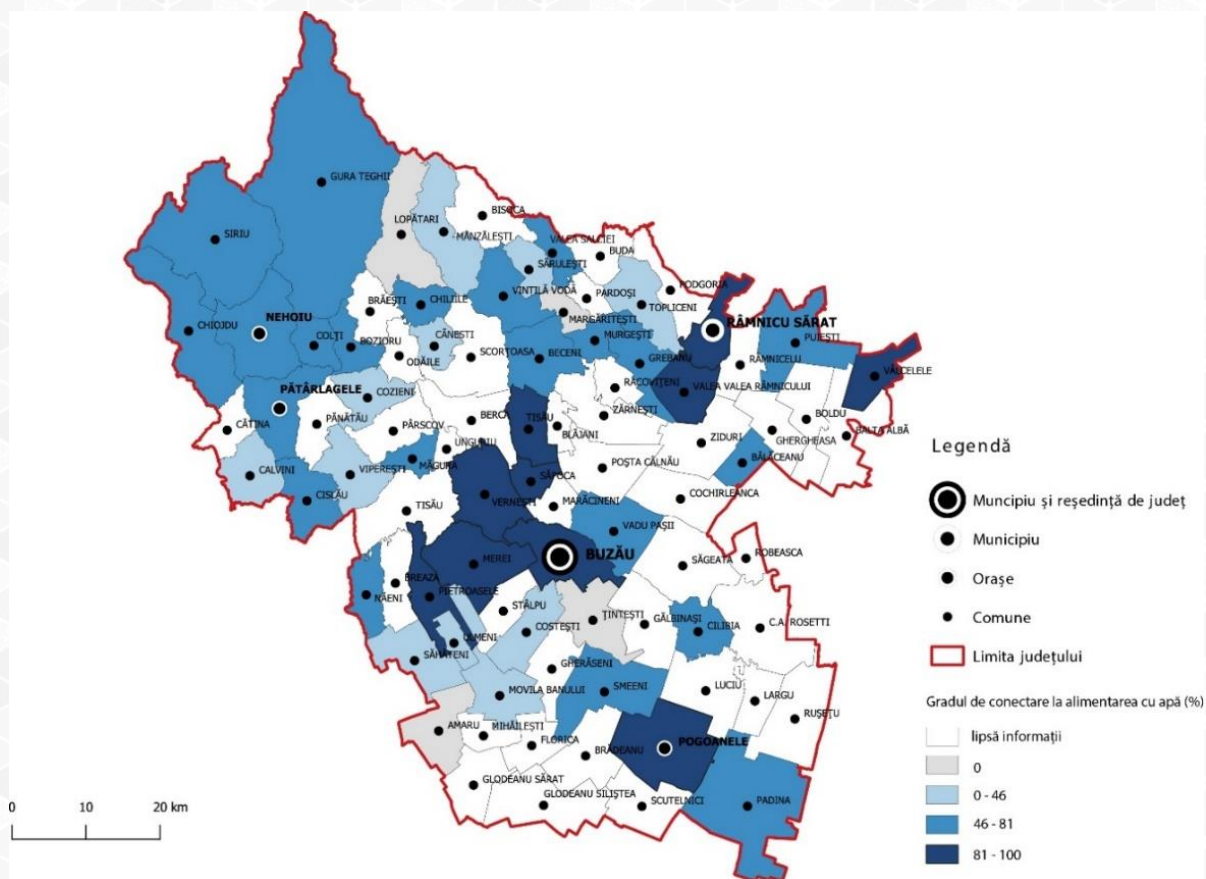 GURA TEGHII
SIRIU
LOPĂTARI
MÂNZĂLEȘTI
BISOCA
VALEA SALCIEI
BUDA
SĂRULEȘTI
VINTILĂ VODĂ
PARDOȘI
PODGORIA
TOPLICENI
BRĂEȘTI
CHILIILE
MARGĂRITEȘTI
CHIOJDU
NEHOIU
COLȚI
BOZIORU
CĂNEȘTI
ODĂILE
SCORȚOASA
BECENI
MURGEȘTI
GREBANU
RÂMNICU SĂRAT
PUIEȘTI
RÂMNICELU
VÂLCELELE
PĂTÂRLAGELE
COZIENI
RĂCOVIȚENI
VALEA VALEA RÂMNICULUI
CĂTINA
PĂNĂTĂU
PÂRSCOV
BERCA
TISĂU
BLĂJANI
ZĂRNEȘTI
BOLDU
ZIDURI
GHERGHEASA
BALTA ALBĂ
UNGURIU
MĂGURA
CALVINI
VIPEREȘTI
CISLĂU
SĂPOCA
POȘTA CÂLNĂU
BĂLĂCEANU
VERNEȘTI
TISĂU
MARĂCINENI
COCHIRLEANCA
VADU PAȘII
BUZĂU
MEREI
SĂGEATA
ROBEASCA
BREAZA
NĂENI
PIETROASELE
STÂLPU
ȚINTEȘTI
GĂLBINAȘI
CILIBIA
C.A. ROSETTI
COSTEȘTI
ULMENI
SĂHĂTENI
GHERĂSENI
MOVILA BANULUI
SMEENI
LUCIU
LARGU
RUȘEȚU
AMARU
MIHĂILEȘTI
FLORICA
BRĂDEANU
POGOANELE
GLODEANU SĂRAT
GLODEANU SILIȘTEA
SCUTELNICI
PADINA
0 10 20 km
Legendă
Muncipiu și reședință de județ
Municipiu
Orașe
Comune
Limita județului
Gradul de conectare la alimentarea cu apă (%)
lipsă informații
0
0 - 46
46 - 81
81 - 100